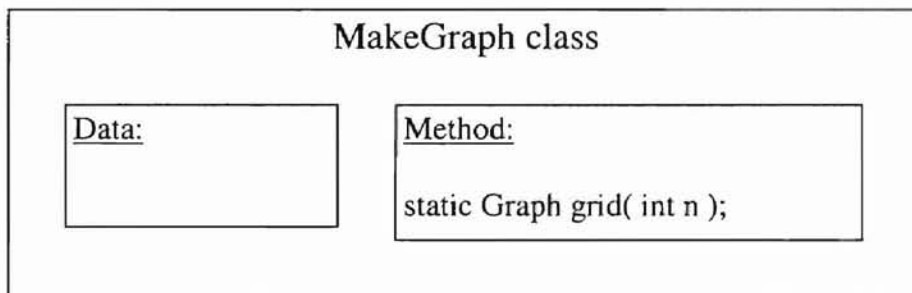 MakeGraph class
Data:
Method:
static Graph grid( int n );